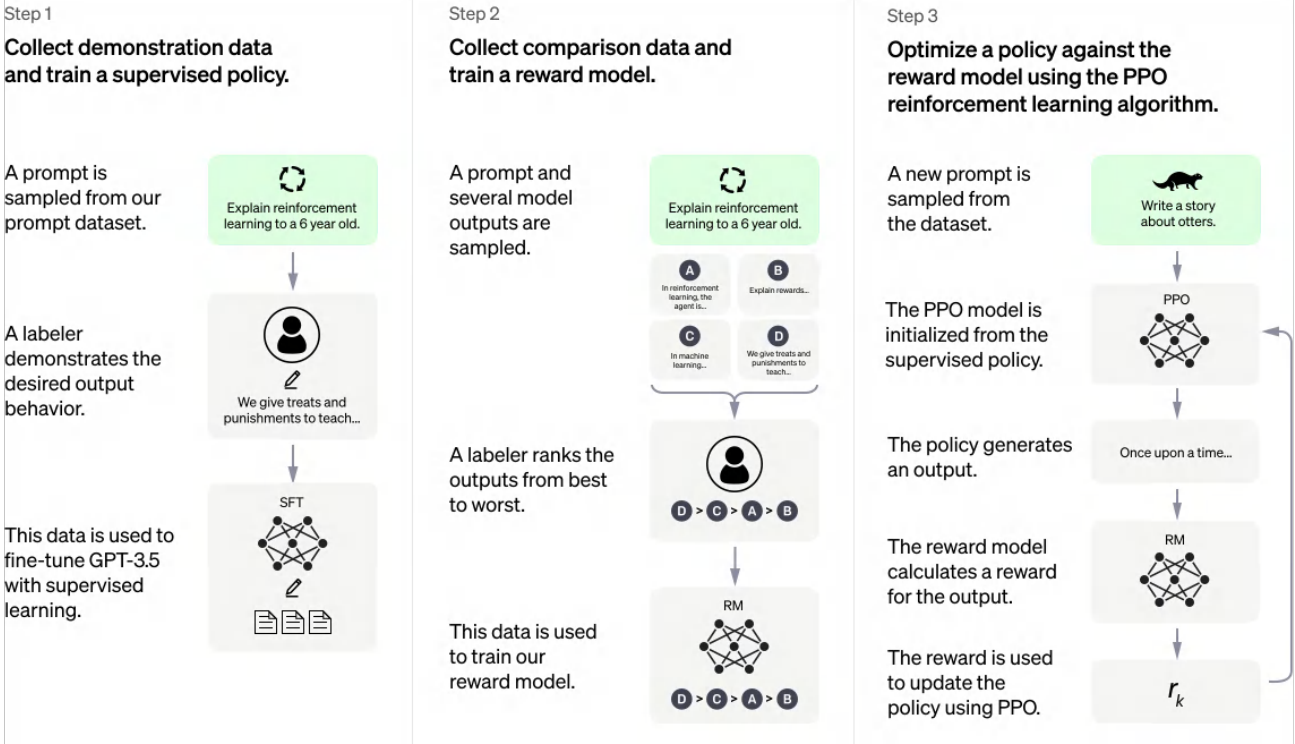 Step 1
Collect demonstration data
and train a supervised policy.
A prompt is
sampled from our
prompt dataset.
Explain reinforcement
learning to a 6 year old.
A labeler
demonstrates the
desired output
behavior.
We give treats and
punishments to teach...
This data is used to
fine-tune GPT-3.5
with supervised
learning.
SFT
Step 2
Collect comparison data and
train a reward model.
A prompt and
several model
outputs are
sampled.
Explain reinforcement
learning to a 6 year old.
A
In reinforcement
learning, the
agent is...
B
Explain rewards...
C
In machine
learning...
D
We give treats and
punishments to
teach...
A labeler ranks the
outputs from best
to worst.
D > C > A > B
This data is used
to train our
reward model.
RM
D > C > A > B
Step 3
Optimize a policy against the
reward model using the PPO
reinforcement learning algorithm.
A new prompt is
sampled from
the dataset.
Write a story
about otters.
The PPO model is
initialized from the
supervised policy.
PPO
The policy generates
an output.
Once upon a time...
The reward model
calculates a reward
for the output.
RM
The reward is used
to update the
policy using PPO.
rk